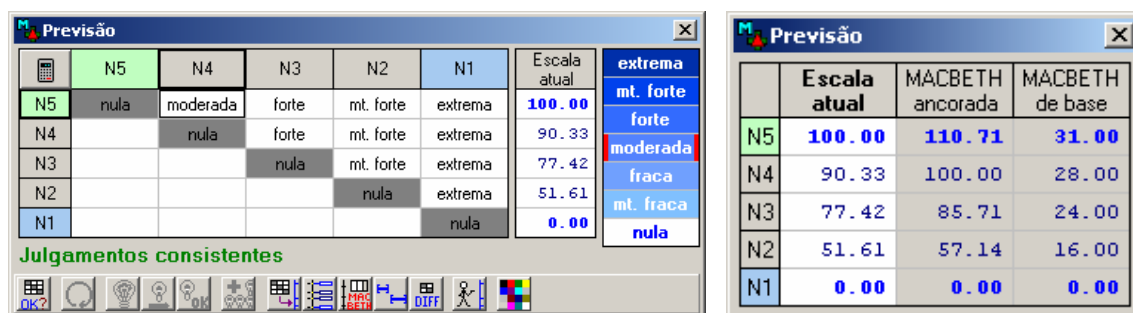 Previsão
N5 N4 N3 N2 N1 Escala atual
N5 nula moderada forte mt. forte extrema 100.00
N4 nula forte mt. forte extrema 90.33
N3 nula mt. forte extrema 77.42
N2 nula extrema 51.61
N1 nula 0.00
extrema
mt. forte
forte
moderada
fraca
mt. fraca
nula
Julgamentos consistentes
OK? OK MAC BETH DIFF
Previsão
Escala atual MACBETH ancorada MACBETH de base
N5 100.00 110.71 31.00
N4 90.33 100.00 28.00
N3 77.42 85.71 24.00
N2 51.61 57.14 16.00
N1 0.00 0.00 0.00